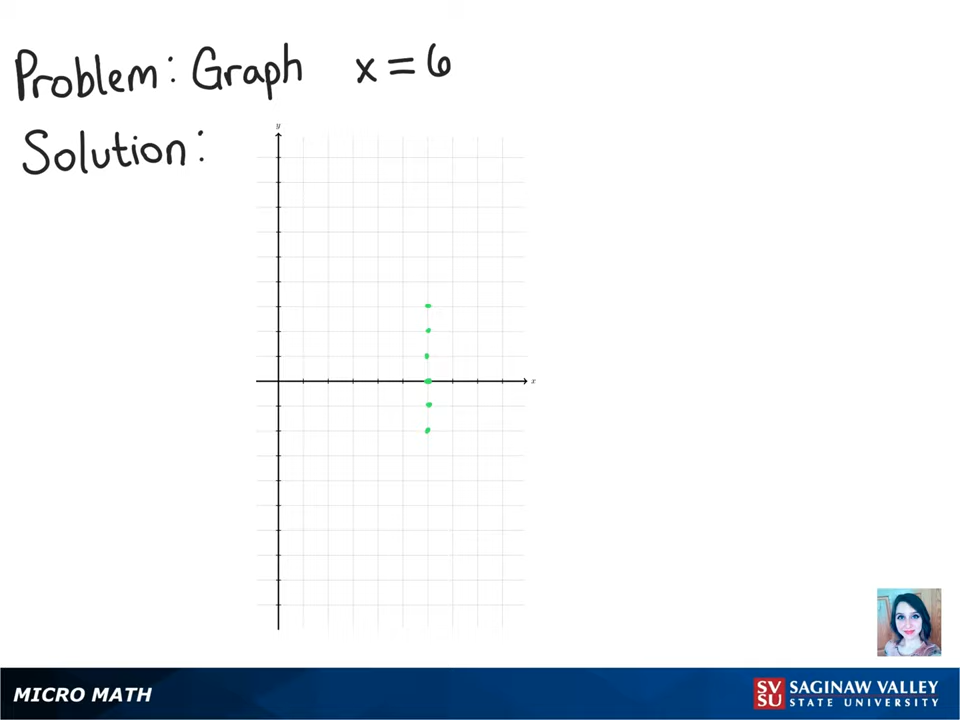 Problem: Graph x = 6
Solution:
y
x
MICRO MATH
SV SU SAGINAW VALLEY
STATE UNIVERSITY